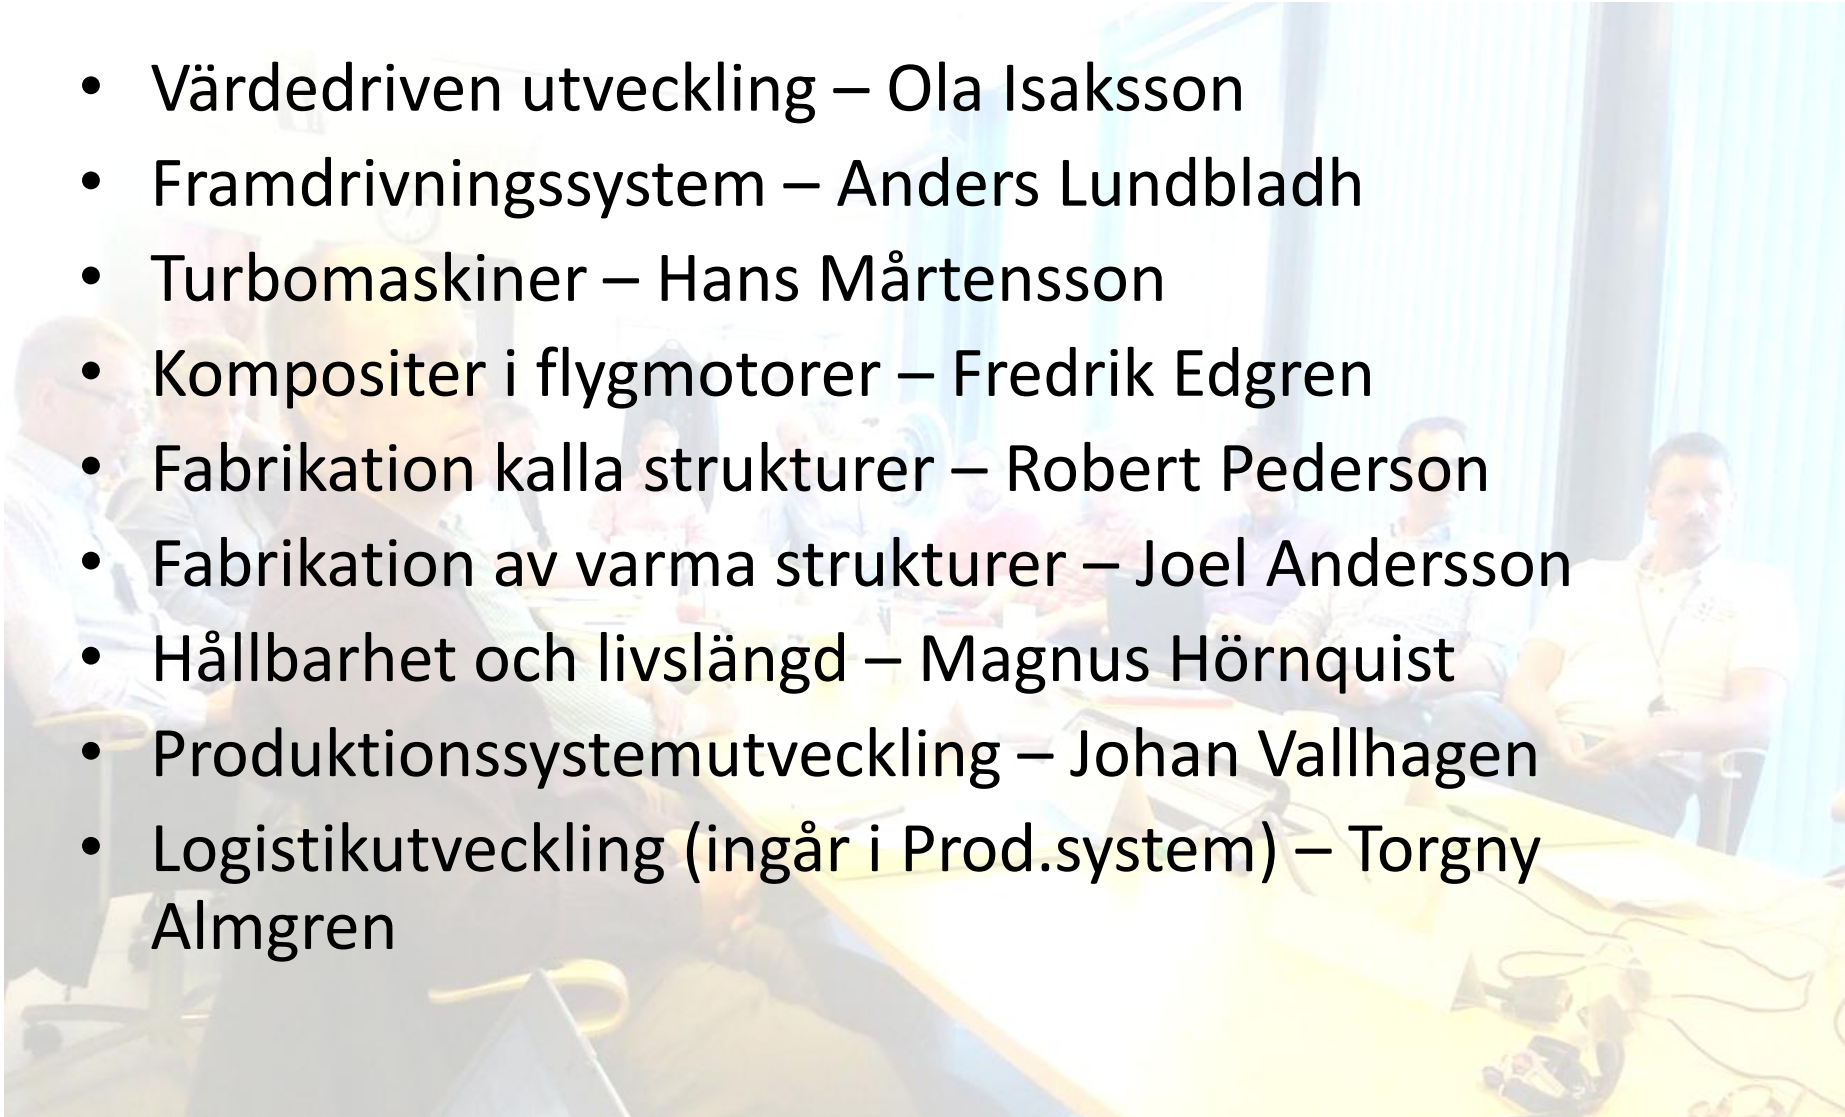 • Värdedriven utveckling – Ola Isaksson
• Framdrivningssystem – Anders Lundbladh
• Turbomaskiner – Hans Mårtensson
• Kompositer i flygmotorer – Fredrik Edgren
• Fabrikation kalla strukturer – Robert Pederson
• Fabrikation av varma strukturer – Joel Andersson
• Hållbarhet och livslängd – Magnus Hörnquist
• Produktionssystemutveckling – Johan Vallhagen
• Logistikutveckling (ingår i Prod.system) – Torgny
Almgren